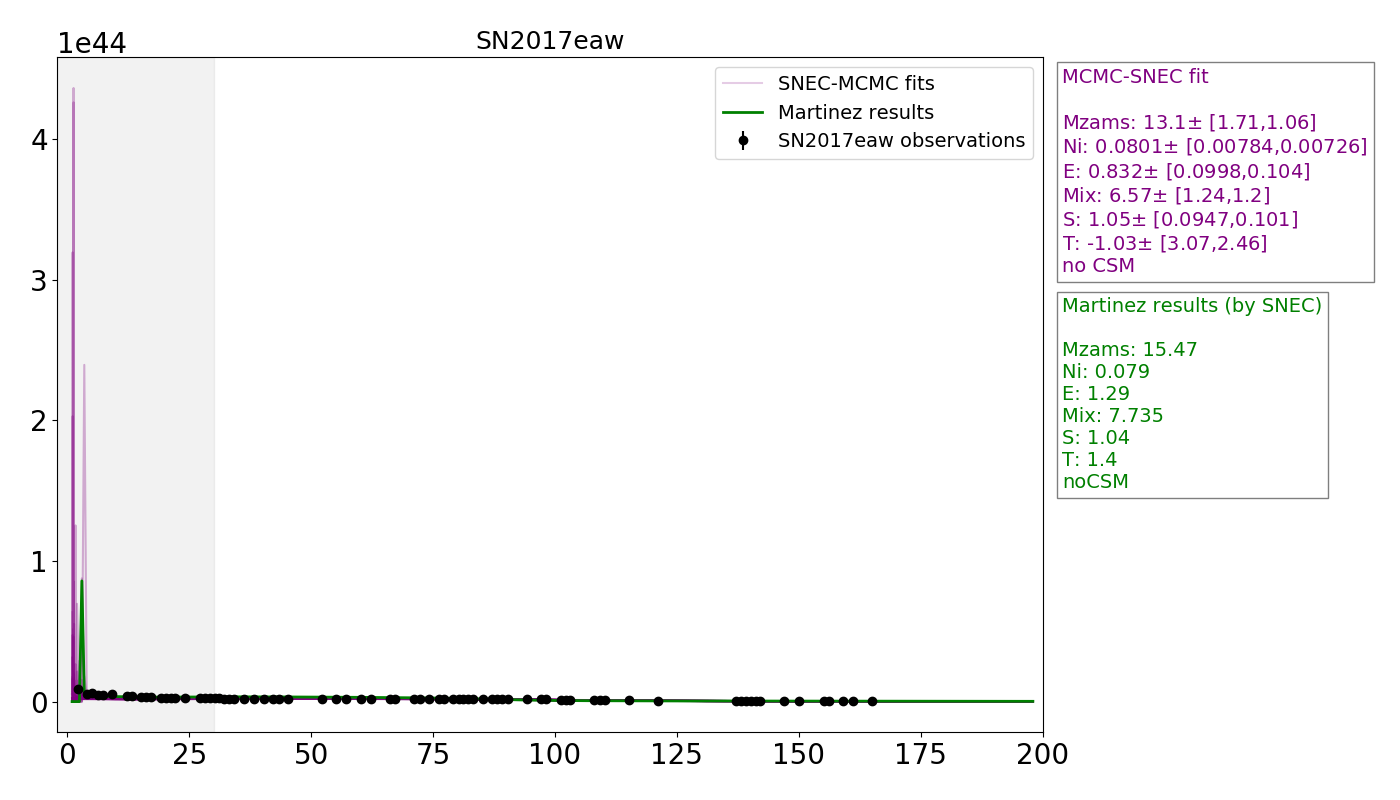 1e44
SN2017eaw
SNEC-MCMC fits
Martinez results
SN2017eaw observations
4
3
2
1
0
0
25
50
75
100
125
150
175
200
MCMC-SNEC fit
Mzams: 13.1± [1.71,1.06]
Ni: 0.0801± [0.00784,0.00726]
E: 0.832± [0.0998,0.104]
Mix: 6.57± [1.24,1.2]
S: 1.05± [0.0947,0.101]
T: -1.03± [3.07,2.46]
no CSM
Martinez results (by SNEC)
Mzams: 15.47
Ni: 0.079
E: 1.29
Mix: 7.735
S: 1.04
T: 1.4
noCSM